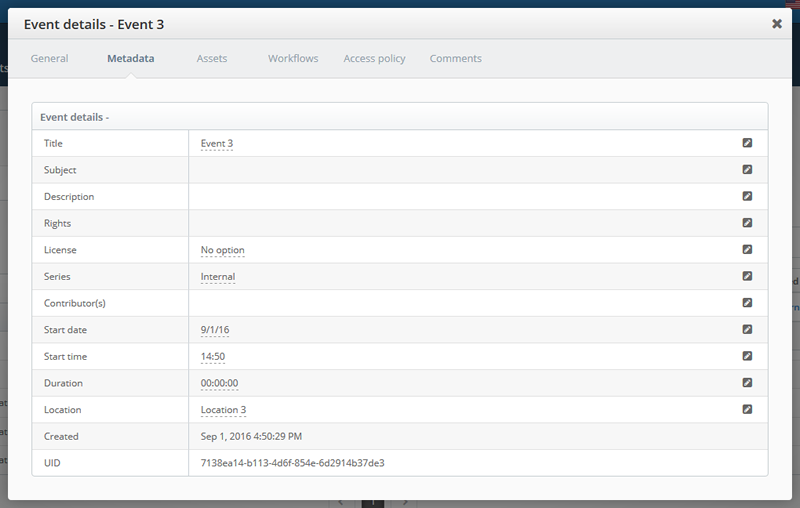 Event details - Event 3
General Metadata Assets Workflows Access policy Comments
Event details -
Title Event 3
Subject
Description
Rights
License No option
Series Internal
Contributor(s)
Start date 9/1/16
Start time 14:50
Duration 00:00:00
Location Location 3
Created Sep 1, 2016 4:50:29 PM
UID 7138ea14-b113-4d6f-854e-6d2914b37de3